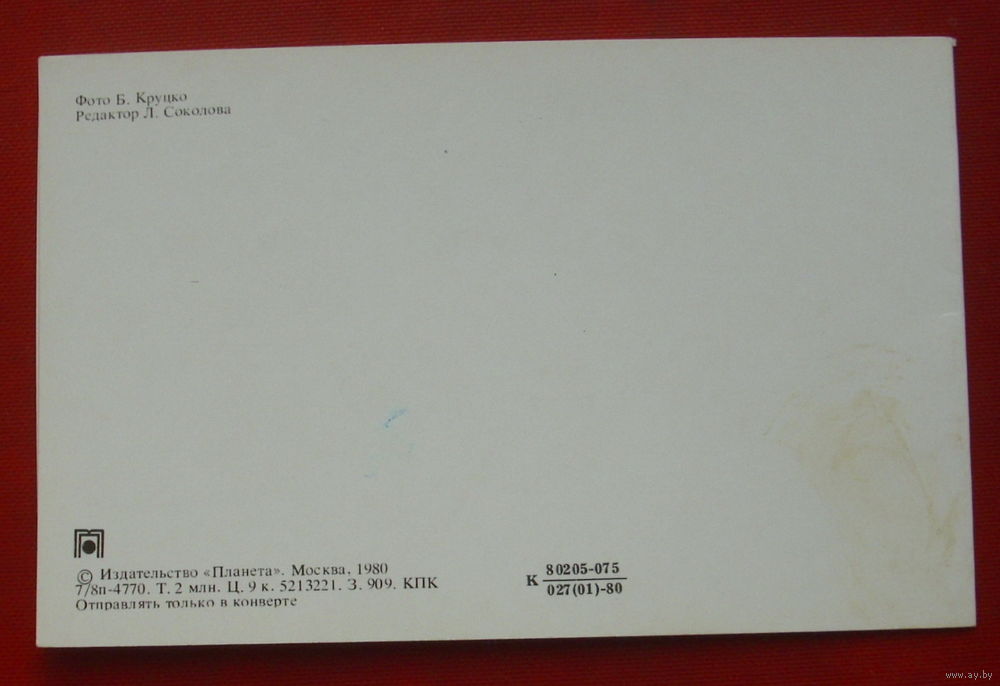 Фото Б. Круцко
Редактор Л. Соколова
© Издательство «Планета». Москва, 1980
7/8п-4770. Т. 2 млн. Ц. 9 к. 5213221. З. 909. КПК
Отправлять только в конверте
К 80205-075
027(01)-80
www.ay.by